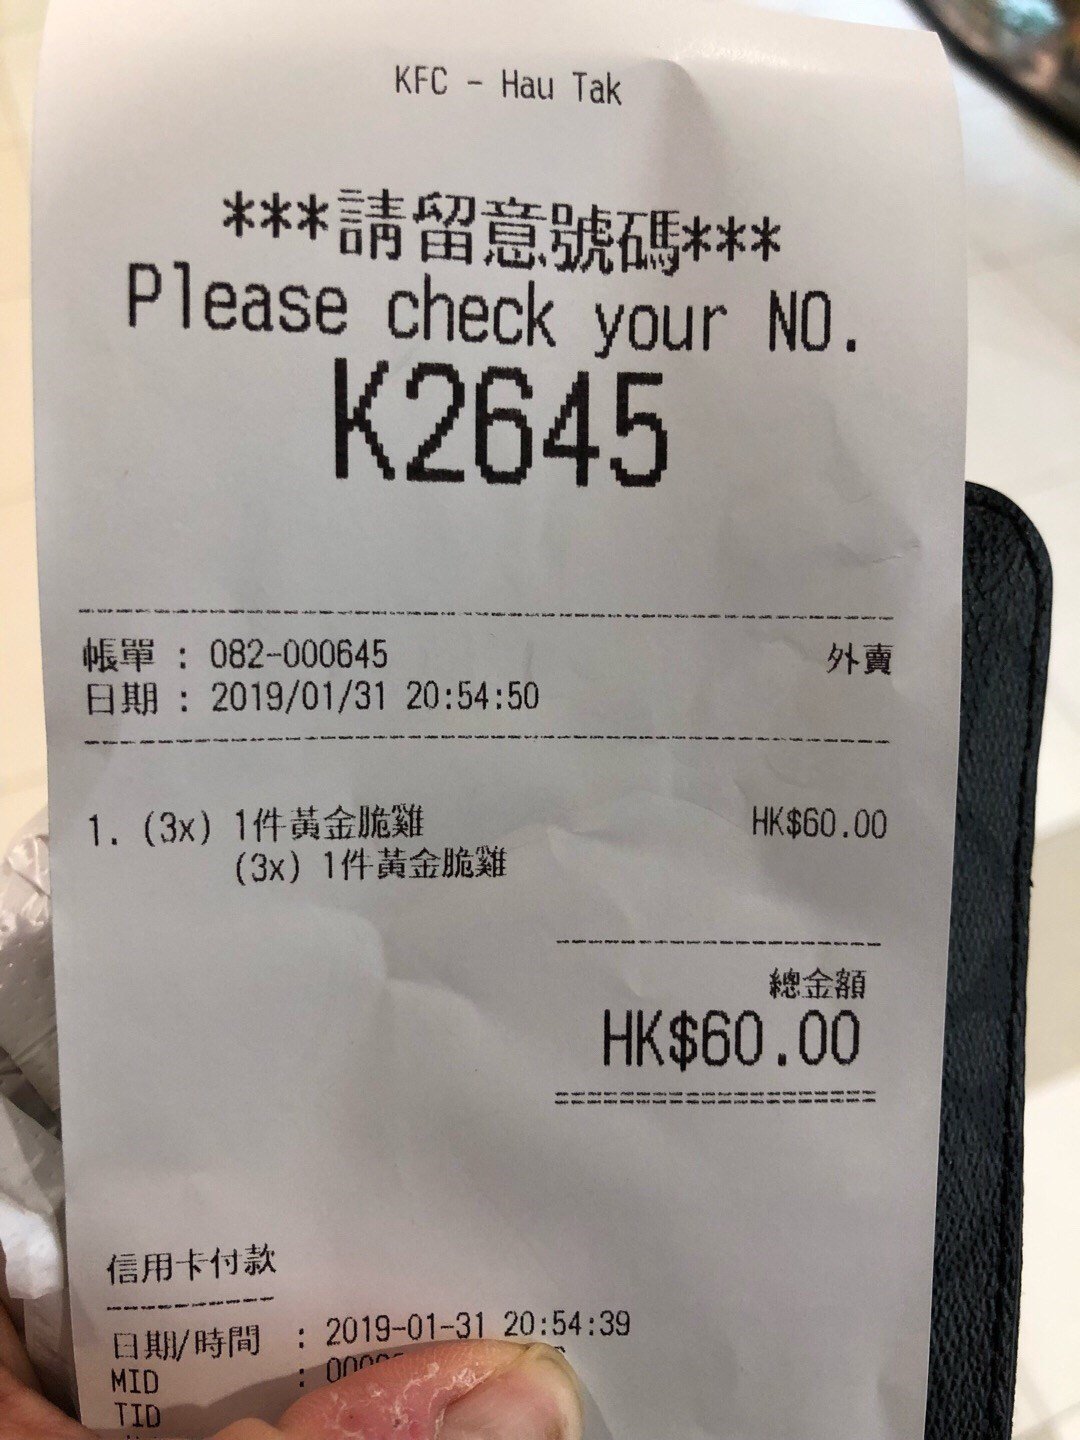 KFC - Hau Tak
***請留意號碼***
Please check your NO.
K2645
帳單 : 082-000645 外賣
日期 : 2019/01/31 20:54:50
1. (3x) 1件黃金脆雞 HK$60.00
(3x) 1件黃金脆雞
總金額
HK$60.00
信用卡付款
日期/時間 : 2019-01-31 20:54:39
MID :
TID